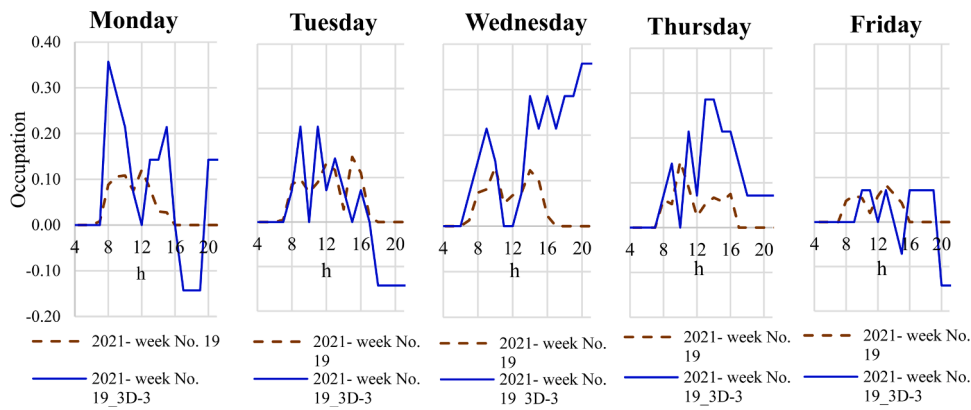 Monday
Tuesday
Wednesday
Thursday
Friday
Occupation
0.40
0.30
0.20
0.10
0.00
-0.10
-0.20
4 8 12 16 20
4 8 12 16 20
4 8 12 16 20
4 8 12 16 20
4 8 12 16 20
h
h
h
h
h
2021- week No. 19
2021- week No.
19_3D-3
2021- week No.
19
2021- week No.
19_3D-3
2021- week No.
19
2021- week No.
19_3D-3
2021- week No.
19
2021- week No.
19_3D-3
2021- week No.
19
2021- week No.
19_3D-3